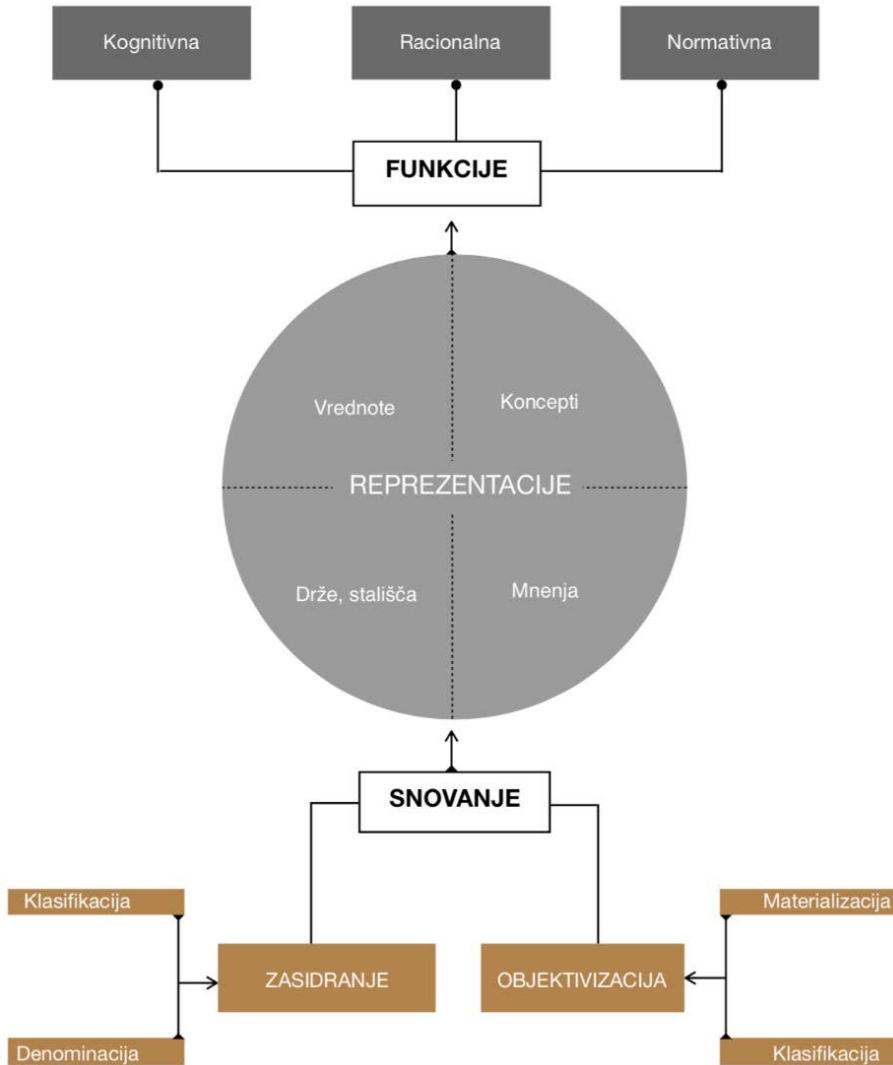 Kognitivna
Racionalna
Normativna
FUNKCIJE
Vrednote
Koncepti
REPREZENTACIJE
Drže, stališča
Mnenja
SNOVANJE
Klasifikacija
Materializacija
ZASIDRANJE
OBJEKTIVIZACIJA
Denominacija
Klasifikacija